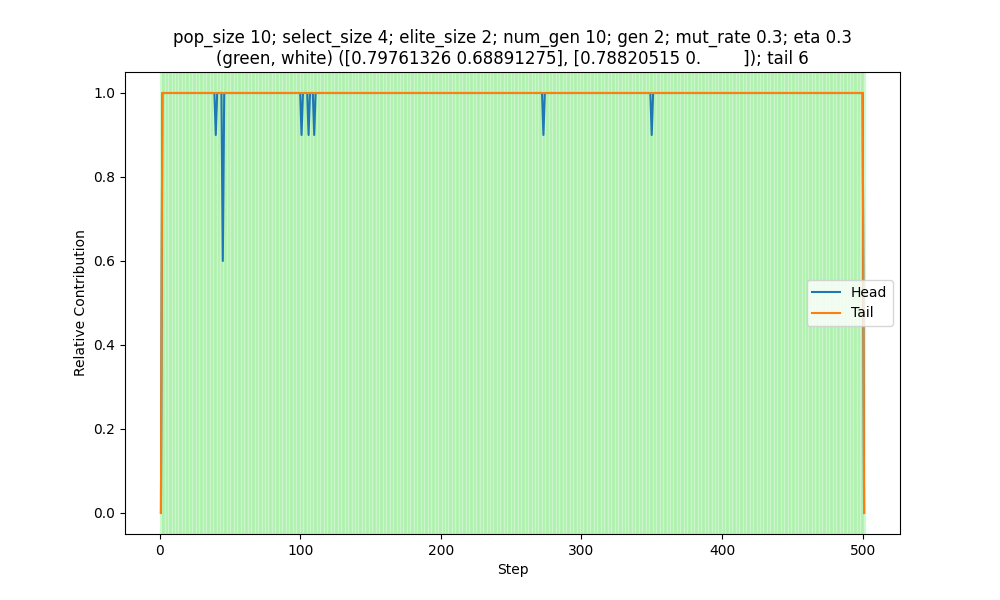 pop_size 10; select_size 4; elite_size 2; num_gen 10; gen 2; mut_rate 0.3; eta 0.3
(green, white) ([0.79761326 0.68891275], [0.78820515 0.        ]); tail 6
1.0
0.8
0.6
0.4
0.2
0.0
Relative Contribution
Head
Tail
0
100
200
300
400
500
Step